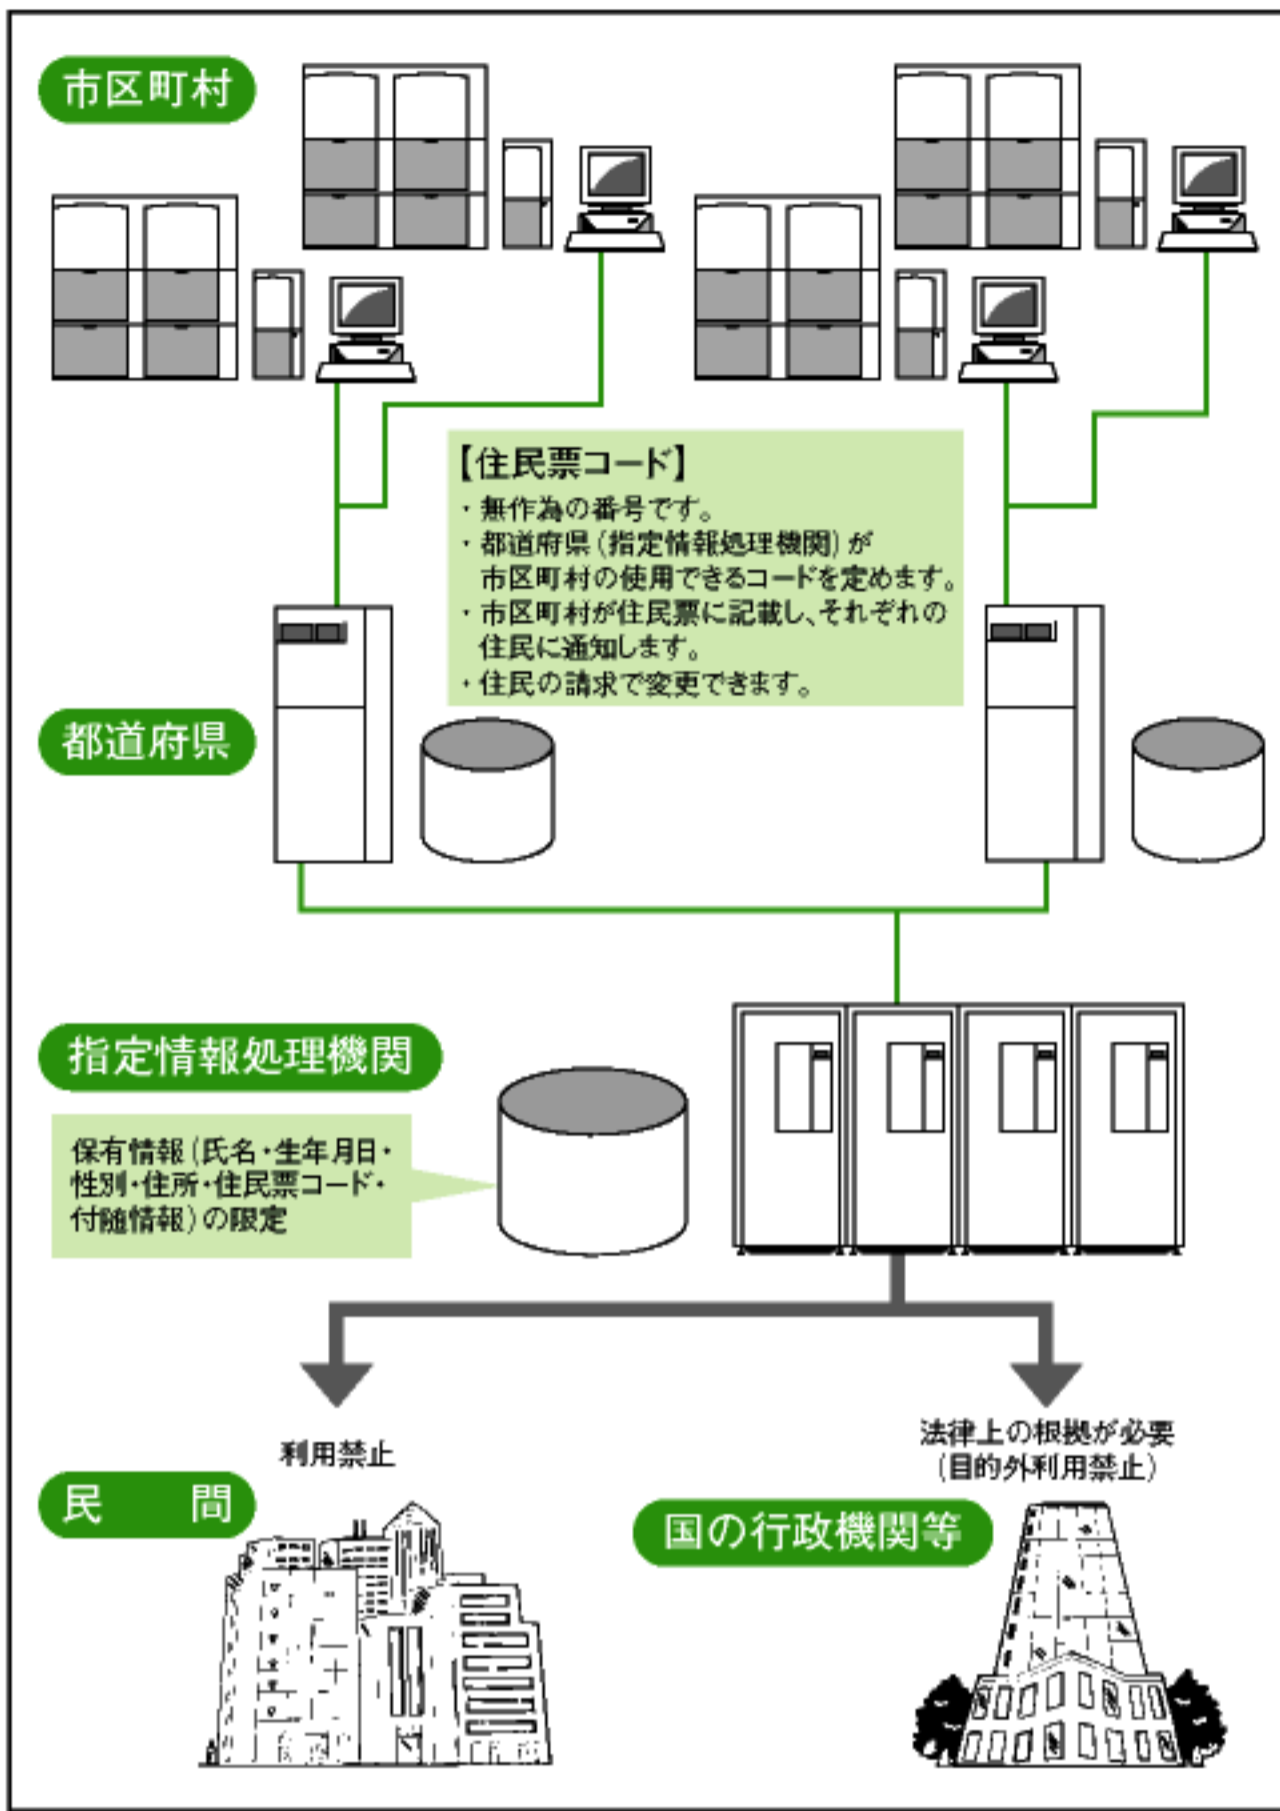 市区町村
【住民票コード】
・無作為の番号です。
・都道府県(指定情報処理機関)が
市区町村の使用できるコードを定めます。
・市区町村が住民票に記載し、それぞれの
住民に通知します。
・住民の請求で変更できます。
都道府県
指定情報処理機関
保有情報(氏名・生年月日・
性別・住所・住民票コード・
付随情報)の限定
利用禁止
民 間
法律上の根拠が必要
(目的外利用禁止)
国の行政機関等